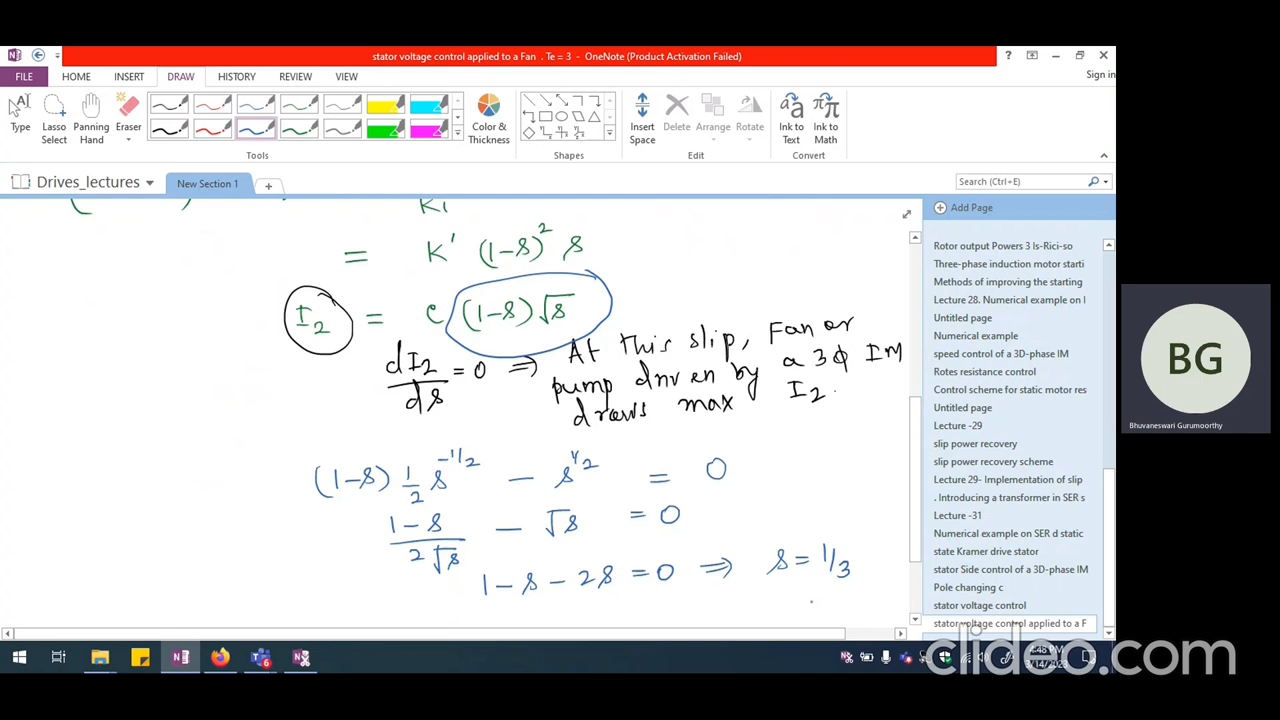 stator voltage control applied to a Fan . Te = 3 - OneNote (Product Activation Failed)
Sign in
FILE HOME INSERT DRAW HISTORY REVIEW VIEW
Type
Lasso Select
Panning Hand
Eraser
Color & Thickness
Insert Space
Delete
Arrange
Rotate
Ink to Text
Ink to Math
Tools
Shapes
Edit
Convert
Drives_lectures
New Section 1
Search (Ctrl+E)
K1
= K' (1-s)² s
I2 = c (1-s)√s
dI2/ds = 0 ⇒ At this slip, Fan or
pump driven by a 3ϕ IM
draws max I2.
(1-s) 1/2 s^-1/2 - s^1/2 = 0
1-s/2√s - √s = 0
1-s-2s = 0 ⇒ s = 1/3
Add Page
Rotor output Powers 3 Is-Rici-so
Three-phase induction motor starti
Methods of improving the starting
Lecture 28. Numerical example on I
Untitled page
Numerical example
speed control of a 3D-phase IM
Rotes resistance control
Control scheme for static motor res
Untitled page
Lecture -29
slip power recovery
slip power recovery scheme
Lecture 29- Implementation of slip
. Introducing a transformer in SER s
Lecture -31
Numerical example on SER d static
state Kramer drive stator
stator Side control of a 3D-phase IM
Pole changing c
stator voltage control
stator voltage control applied to a F
BG
Bhuvaneswari Gurumoorthy
4:48 PM
3/14/2023
clideo.com